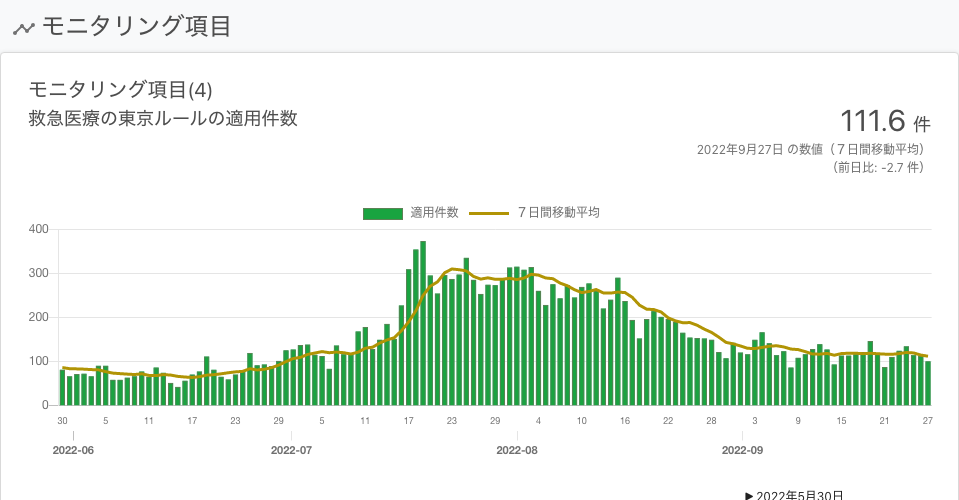 モニタリング項目
モニタリング項目(4)
救急医療の東京ルールの適用件数
111.6 件
2022年9月27日 の数値（７日間移動平均）
（前日比: -2.7 件）
適用件数 ７日間移動平均
400
300
200
100
0
30 5 11 17 23 29 5 11 17 23 29 4 10 16 22 28 3 9 15 21 27
2022-06 2022-07 2022-08 2022-09
▶ 2022年5月30日